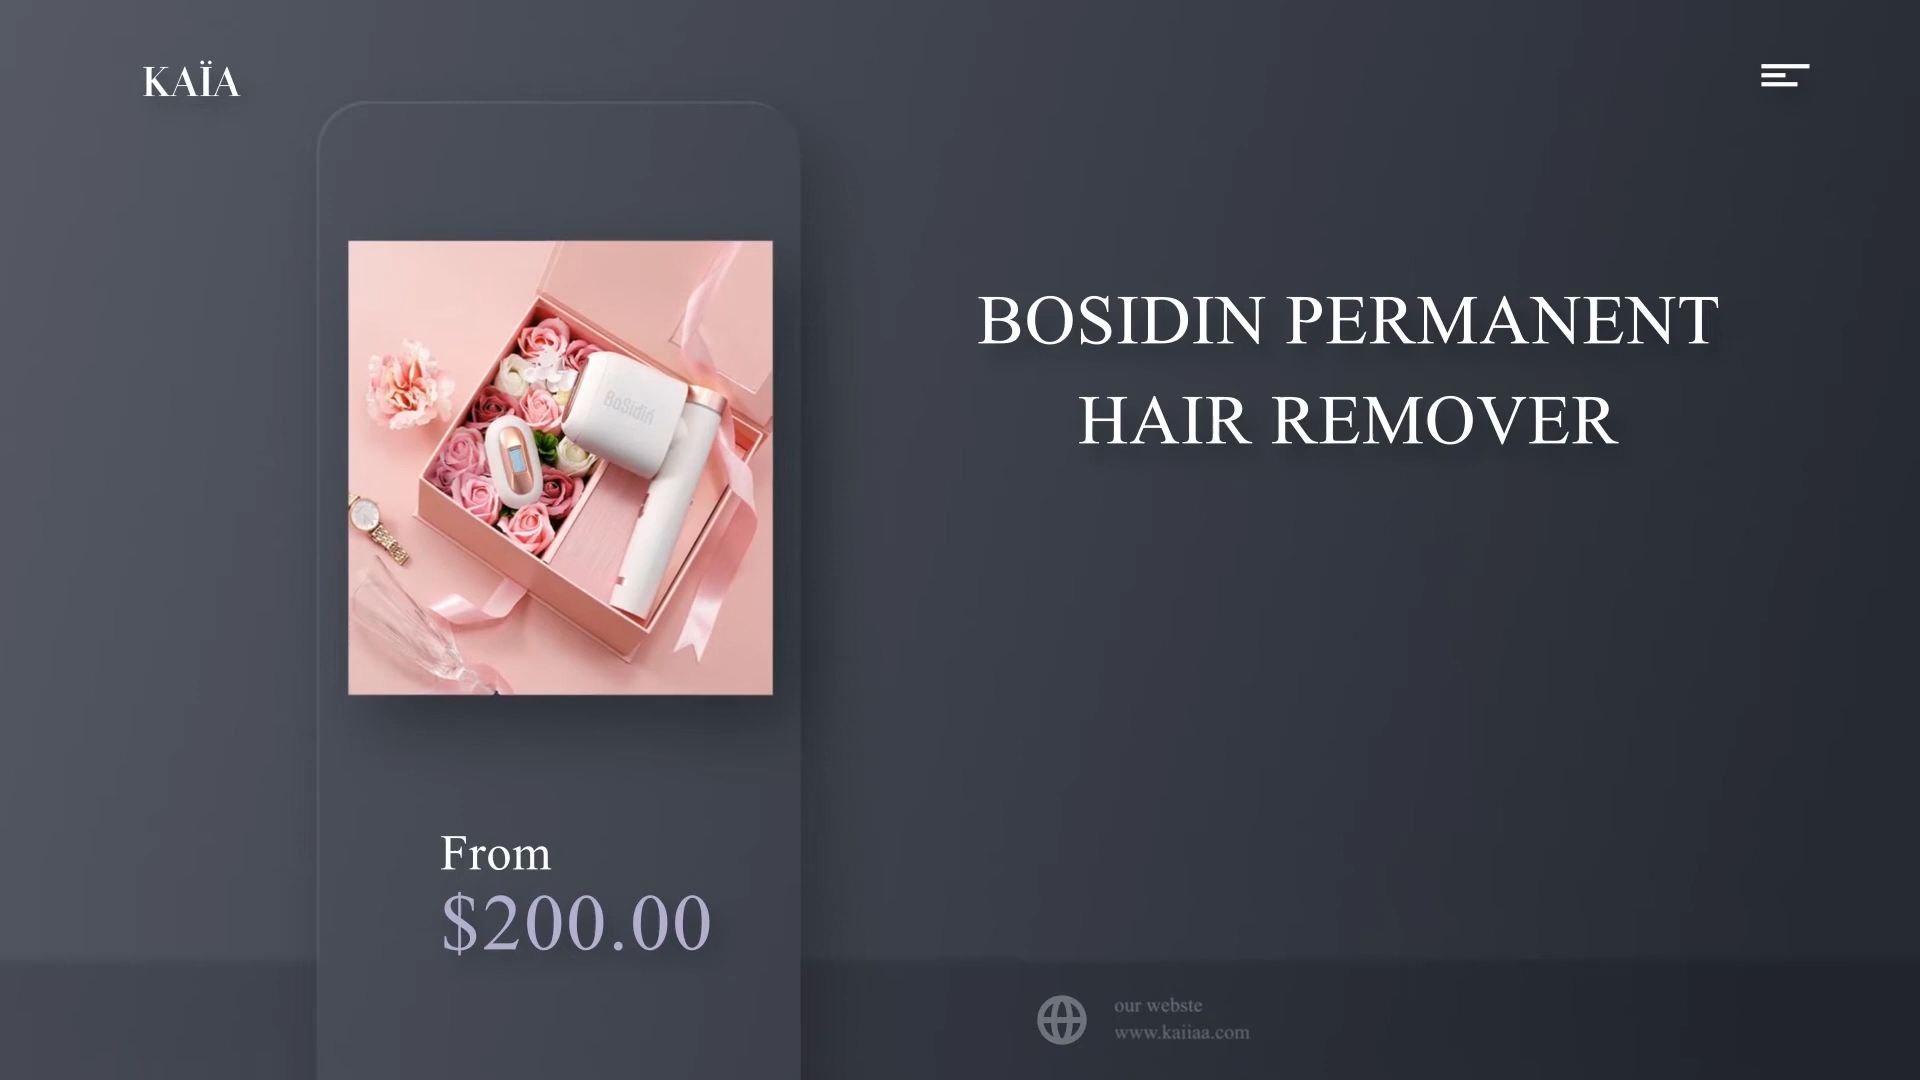 KAÏA
BOSIDIN PERMANENT
HAIR REMOVER
BoSidin
From
$200.00
our webste
www.kaiiaa.com